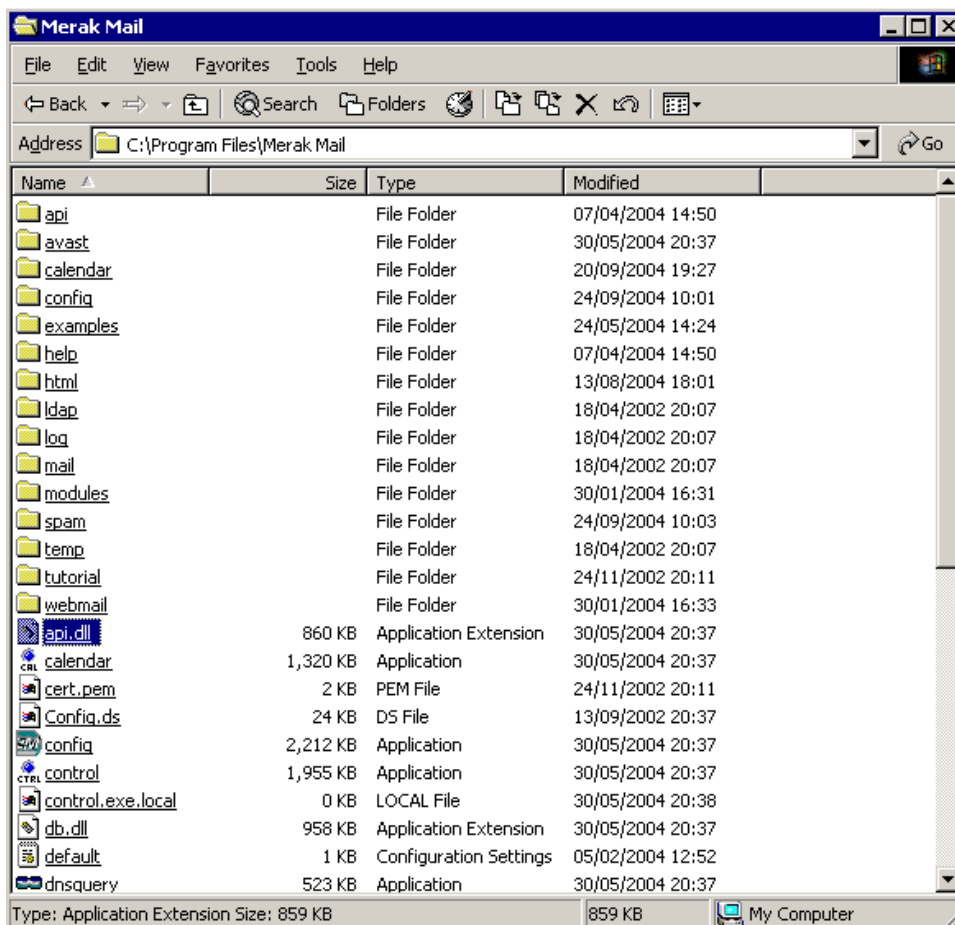 Merak Mail
File Edit View Favorites Tools Help
Back Search Folders
Address C:\Program Files\Merak Mail Go
Name Size Type Modified
api File Folder 07/04/2004 14:50
avast File Folder 30/05/2004 20:37
calendar File Folder 20/09/2004 19:27
config File Folder 24/09/2004 10:01
examples File Folder 24/05/2004 14:24
help File Folder 07/04/2004 14:50
html File Folder 13/08/2004 18:01
ldap File Folder 18/04/2002 20:07
log File Folder 18/04/2002 20:07
mail File Folder 18/04/2002 20:07
modules File Folder 30/01/2004 16:31
spam File Folder 24/09/2004 10:03
temp File Folder 18/04/2002 20:07
tutorial File Folder 24/11/2002 20:11
webmail File Folder 30/01/2004 16:33
api.dll 860 KB Application Extension 30/05/2004 20:37
CAL calendar 1,320 KB Application 30/05/2004 20:37
cert.pem 2 KB PEM File 24/11/2002 20:11
Config.ds 24 KB DS File 13/09/2002 20:37
config 2,212 KB Application 30/05/2004 20:37
CTRL control 1,955 KB Application 30/05/2004 20:37
control.exe.local 0 KB LOCAL File 30/05/2004 20:38
db.dll 958 KB Application Extension 30/05/2004 20:37
default 1 KB Configuration Settings 05/02/2004 12:52
dnsquery 523 KB Application 30/05/2004 20:37
Type: Application Extension Size: 859 KB 859 KB My Computer